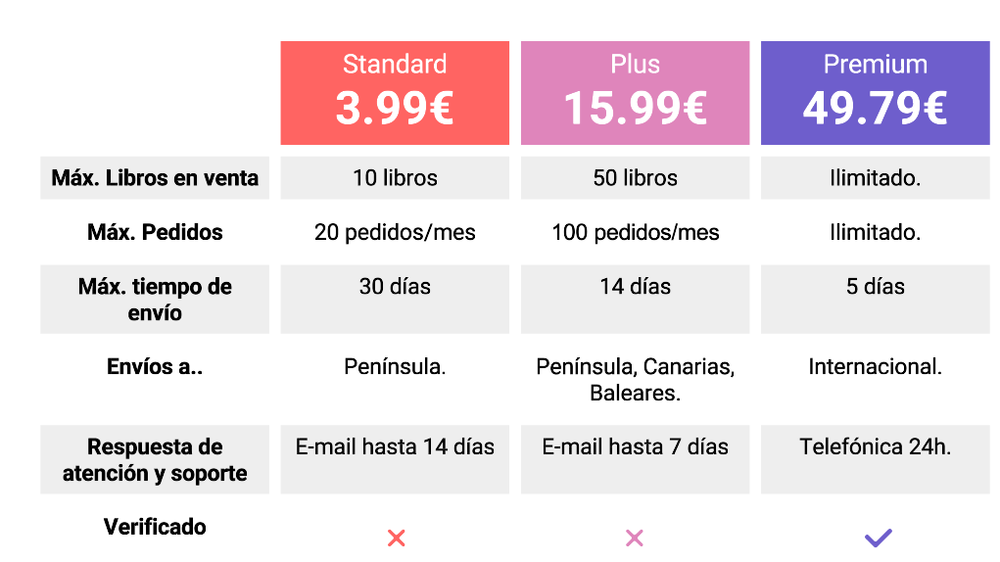 Standard
3.99€
Plus
15.99€
Premium
49.79€
Máx. Libros en venta
10 libros
50 libros
Ilimitado.
Máx. Pedidos
20 pedidos/mes
100 pedidos/mes
Ilimitado.
Máx. tiempo de
envío
30 días
14 días
5 días
Envíos a..
Península.
Península, Canarias,
Baleares.
Internacional.
Respuesta de
atención y soporte
E-mail hasta 14 días
E-mail hasta 7 días
Telefónica 24h.
Verificado